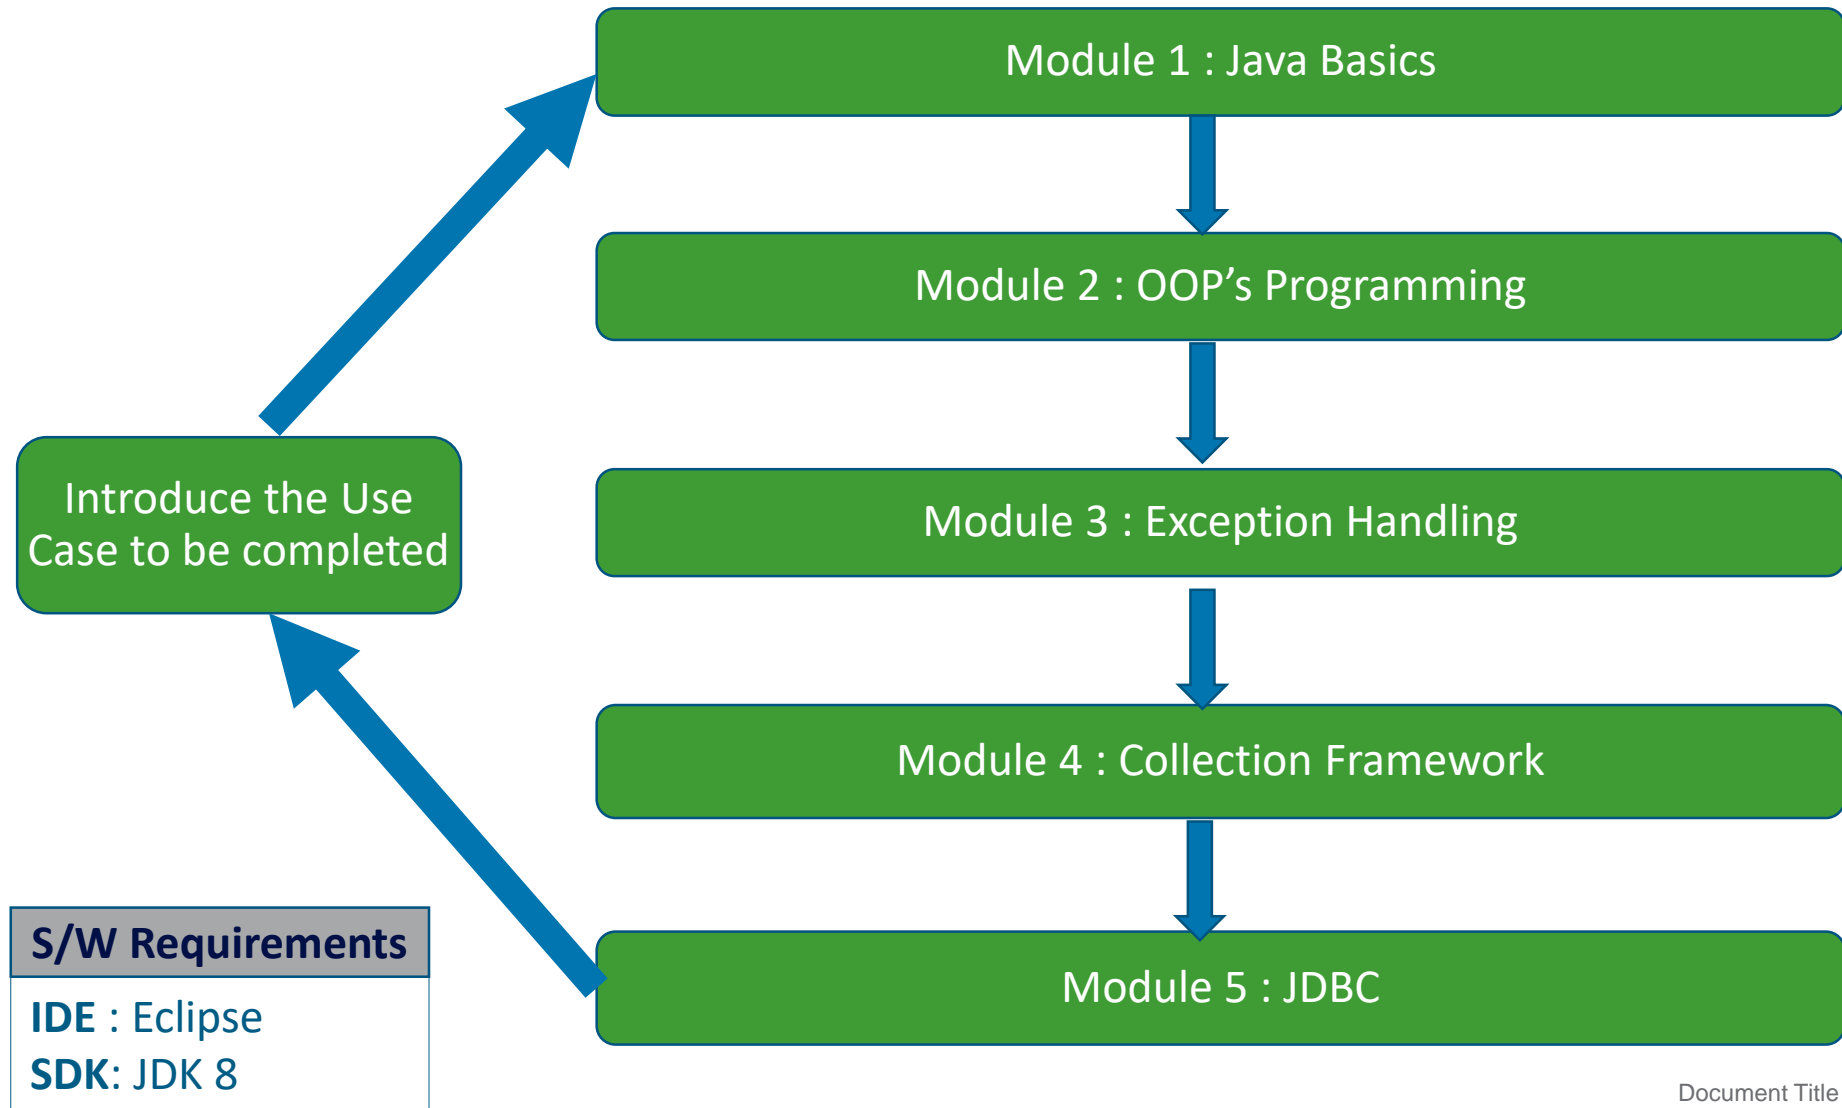 Module 1 : Java Basics
Module 2 : OOP’s Programming
Introduce the Use
Case to be completed
Module 3 : Exception Handling
Module 4 : Collection Framework
Module 5 : JDBC
S/W Requirements
IDE : Eclipse
SDK: JDK 8
Document Title